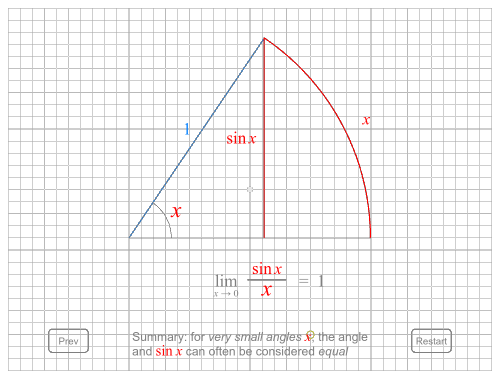 1
x
sin x
x
lim x → 0 sin x / x = 1
Prev
Summary: for very small angles x, the angle
and sin x can often be considered equal
Restart